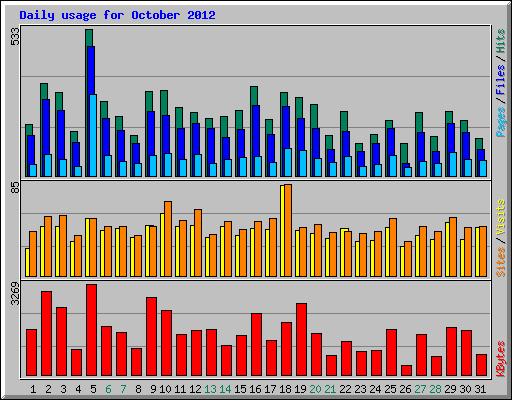 Daily usage for October 2012
533
Pages / Files / Hits
85
Sites / Visits
3269
KBytes
1 2 3 4 5 6 7 8 9 10 11 12 13 14 15 16 17 18 19 20 21 22 23 24 25 26 27 28 29 30 31